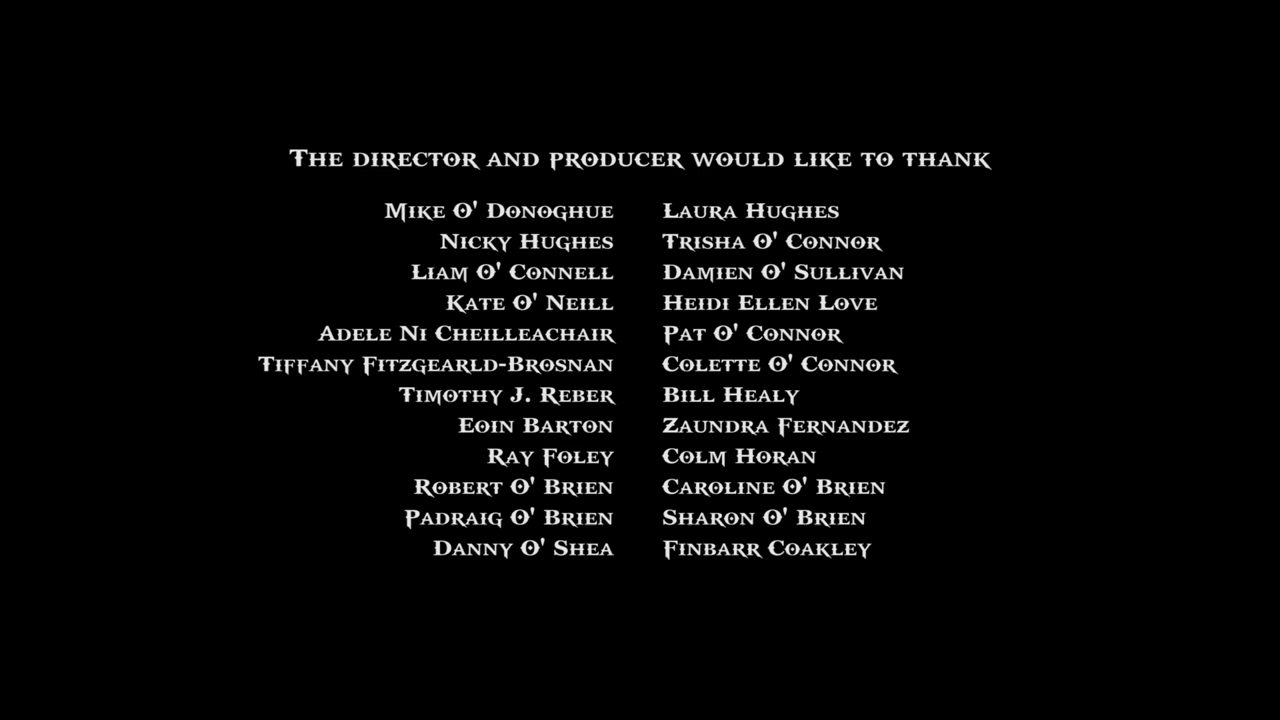 The director and producer would like to thank
Mike O' Donoghue Laura Hughes
Nicky Hughes Trisha O' Connor
Liam O' Connell Damien O' Sullivan
Kate O' Neill Heidi Ellen Love
Adele Ni Cheilleachair Pat O' Connor
Tiffany Fitzgearld-Brosnan Colette O' Connor
Timothy J. Reber Bill Healy
Eoin Barton Zaundra Fernandez
Ray Foley Colm Horan
Robert O' Brien Caroline O' Brien
Padraig O' Brien Sharon O' Brien
Danny O' Shea Finbarr Coakley